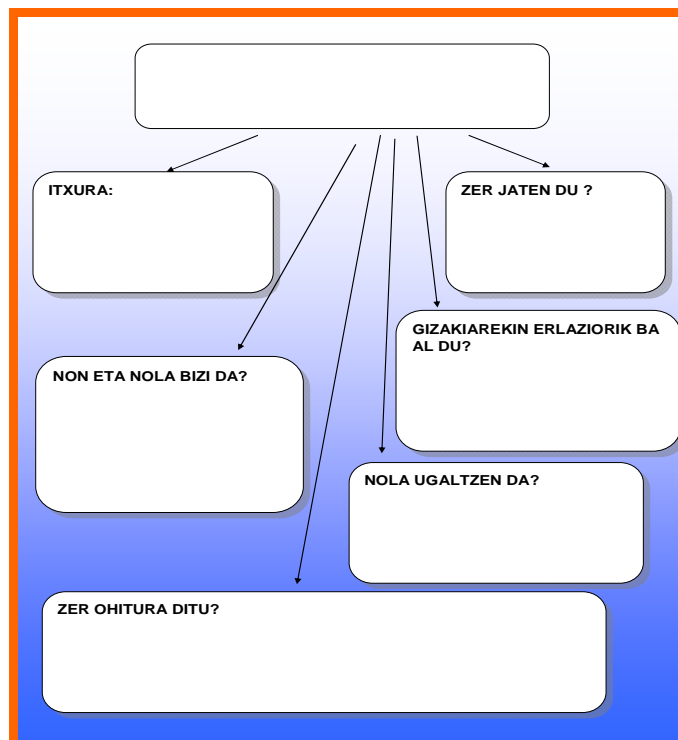 ITXURA:
ZER JATEN DU ?
GIZAKIAREKIN ERLAZIORIK BA
AL DU?
NON ETA NOLA BIZI DA?
NOLA UGALTZEN DA?
ZER OHITURA DITU?